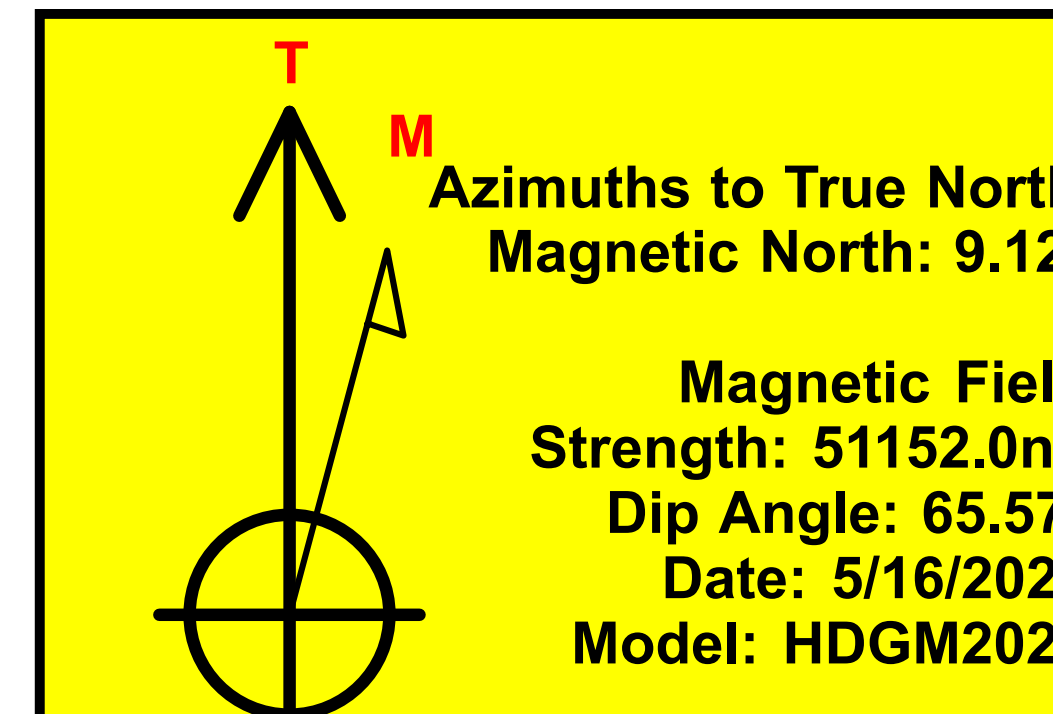 T
M
Azimuths to True North
Magnetic North: 9.12
Magnetic Fiel
Strength: 51152.0n
Dip Angle: 65.57
Date: 5/16/202
Model: HDGM202